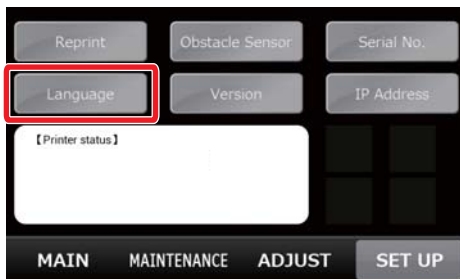 Reprint Obstacle Sensor Serial No.
Language Version IP Address
【Printer status】
MAIN MAINTENANCE ADJUST SET UP